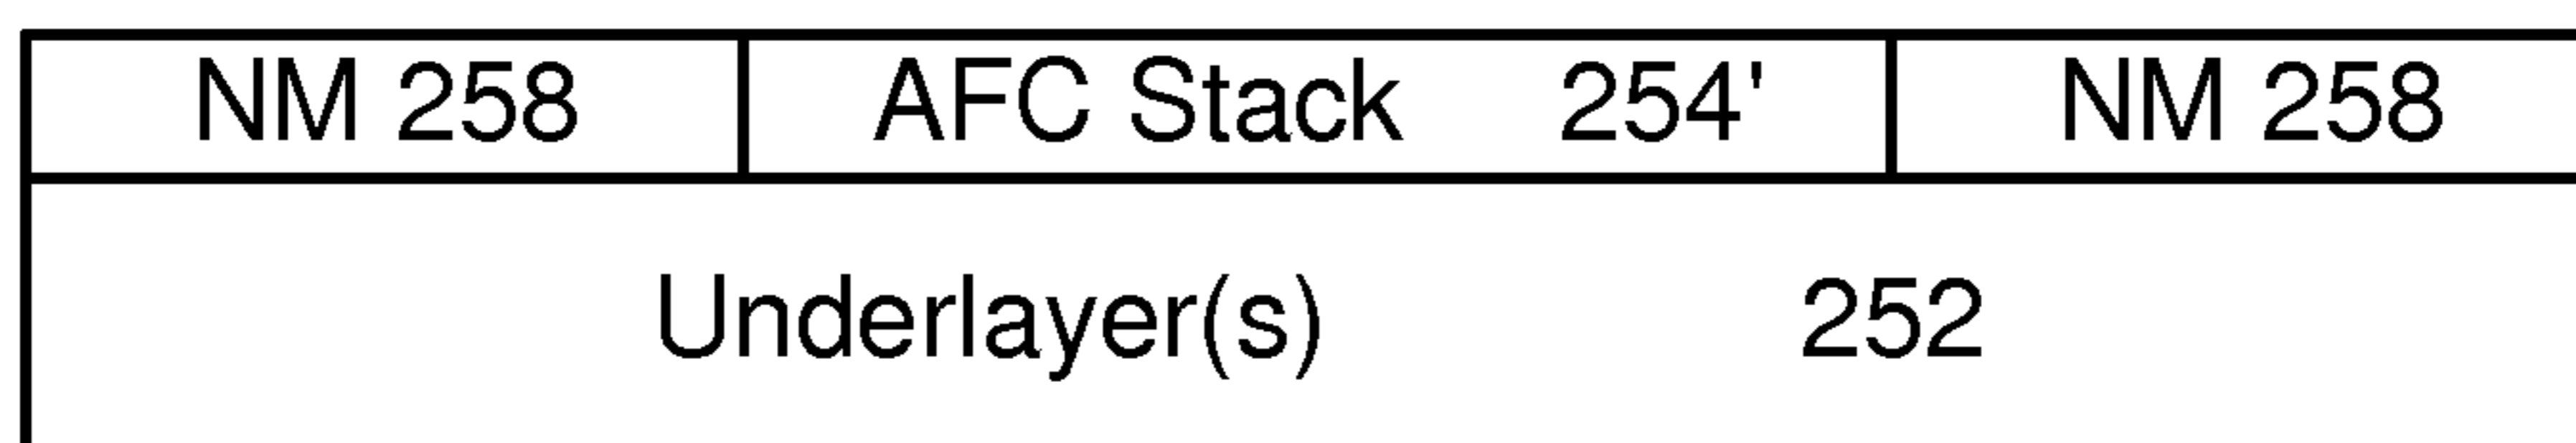 NM 258 AFC Stack 254' NM 258
Underlayer(s) 252